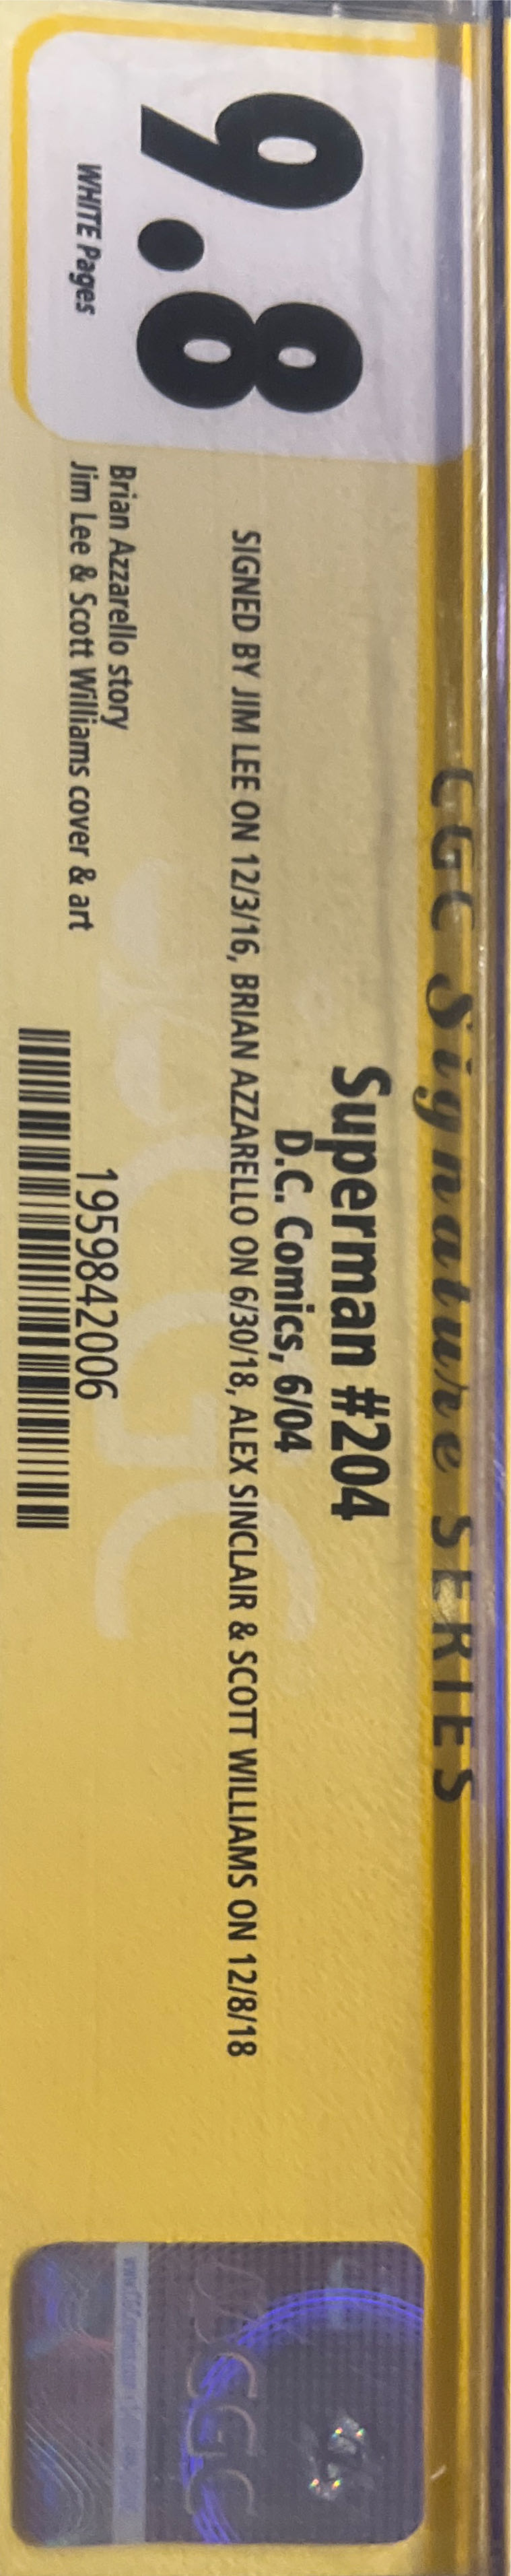 CGC Signature SERIES
9.8
WHITE Pages
Superman #204
D.C. Comics, 6/04
SIGNED BY JIM LEE ON 12/3/16, BRIAN AZZARELLO ON 6/30/18, ALEX SINCLAIR & SCOTT WILLIAMS ON 12/8/18
Brian Azzarello story
Jim Lee & Scott Williams cover & art
1959842006
CGC
CGC